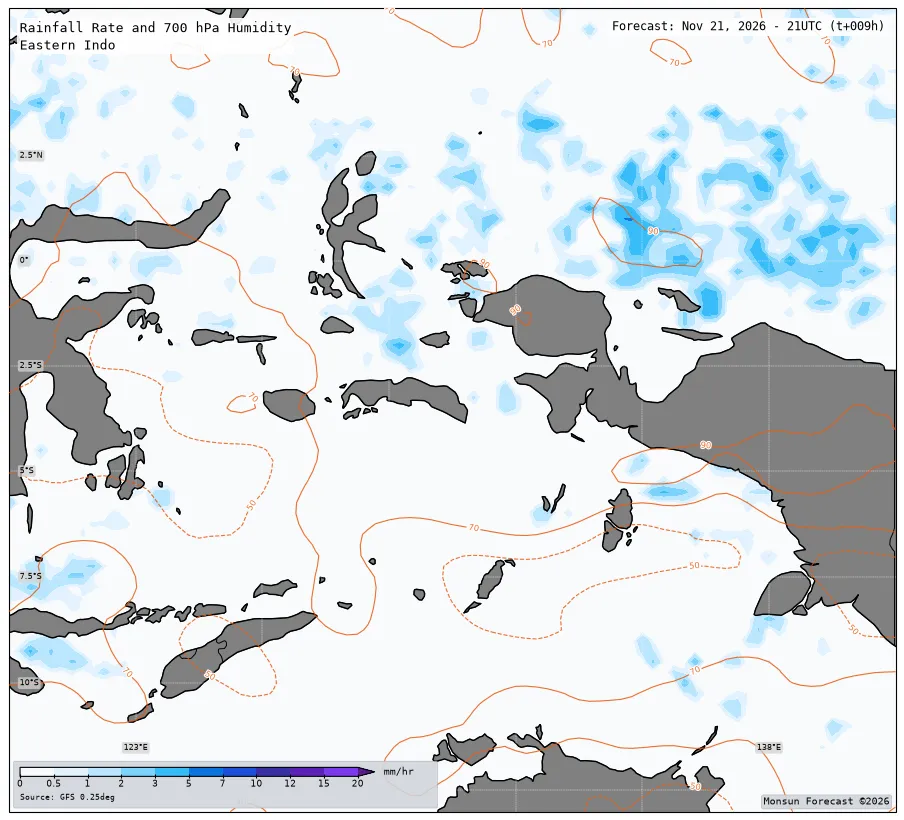 Rainfall Rate and 700 hPa Humidity
Eastern Indo
Forecast: Nov 21, 2026 - 21UTC (t+009h)
70
70
70
70
70
2.5°N
90
0°
90
90
2.5°S
70
90
5°S
50
70
50
7.5°S
50
70
50
70
10°S
123°E
138°E
50
0 0.5 1 2 3 5 7 10 12 15 20 mm/hr
Source: GFS 0.25deg
Monsun Forecast ©2026